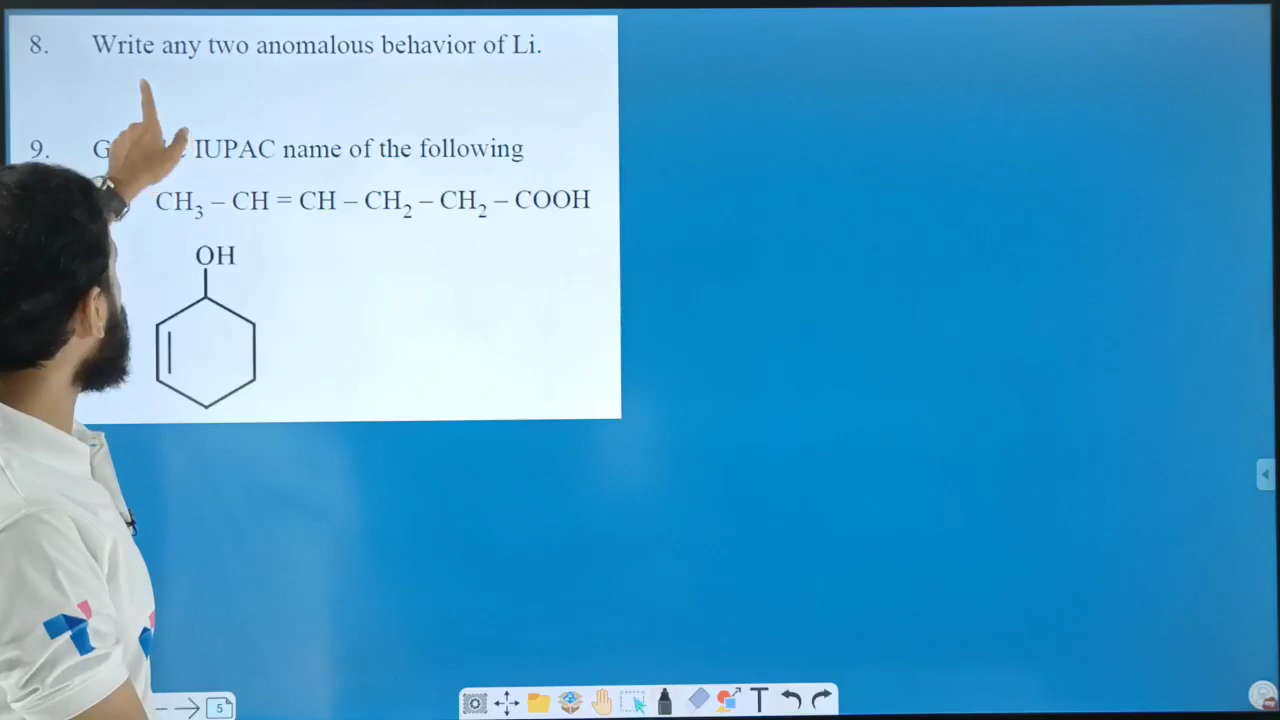 8. Write any two anomalous behavior of Li.
9. IUPAC name of the following
CH₃ – CH = CH – CH₂ – CH₂ – COOH
OH
5
T